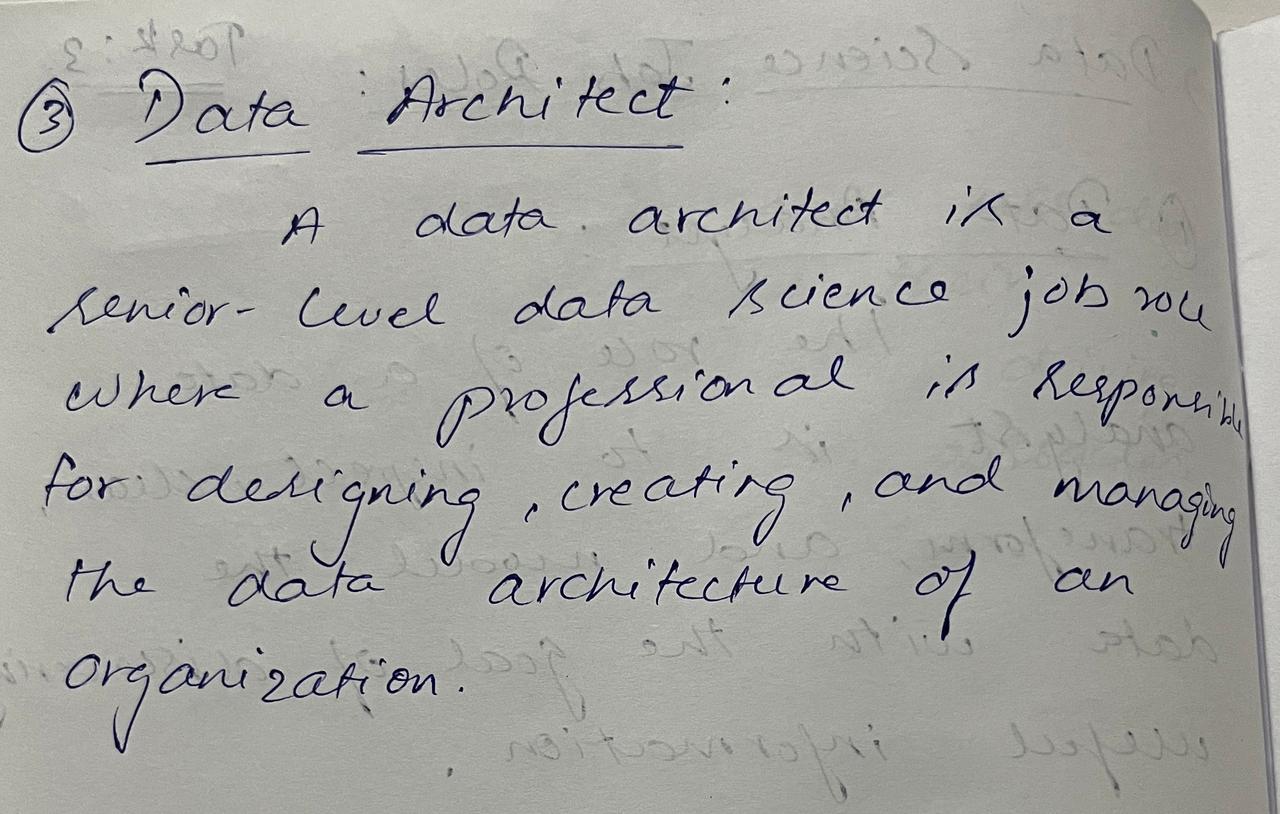 ③ Data Architect:
A data architect is a
senior-level data science job role
where a professional is responsible
for designing, creating, and managing
the data architecture of an
organization.